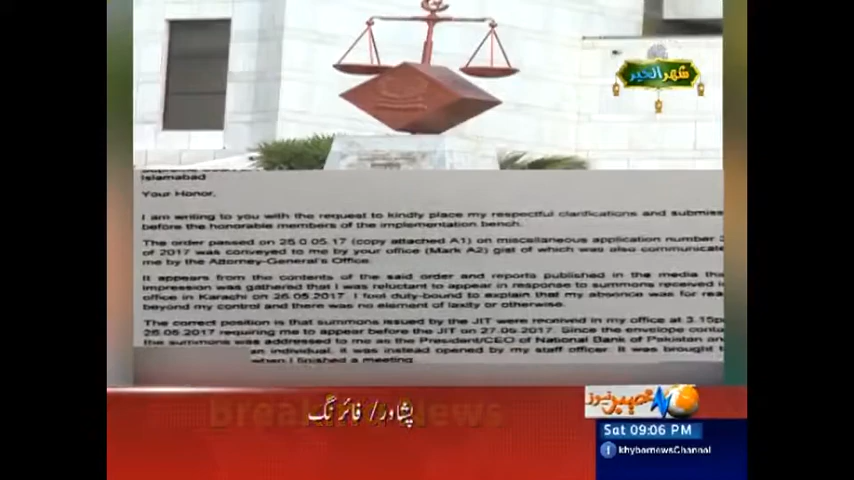 شهر الخير
Islamabad
Your Honor,
I am writing to you with the request to kindly place my respectful clarifications and submiss
before the honorable members of the implementation bench.
The order passed on 25.0 05.17 (copy attached A1) on miscellaneous application number
of 2017 was conveyed to me by your office (Mark A2) gist of which was also communicate
me by the Attorney-General's Office.
It appears from the contents of the said order and reports published in the media tha
impression was gathered that I was reluctant to appear in response to summons received i
office in Karachi on 26.05.2017. I feel duty-bound to explain that my absence was for rea
beyond my control and there was no element of laxity or otherwise.
The correct position is that summons issued by the JIT were received in my office at 3.15p
26.05.2017 requiring me to appear before the JIT on 27.05.2017. Since the envelope conta
the summons was addressed to me as the President/CEO of National Bank of Pakistan and
an individual, it was instead opened by my staff officer. It was brought t
when I finished a meeting.
Breaking News
پشاور/ فائرنگ
خیبر نیوز
Sat 09:06 PM
f khybernewsChannel